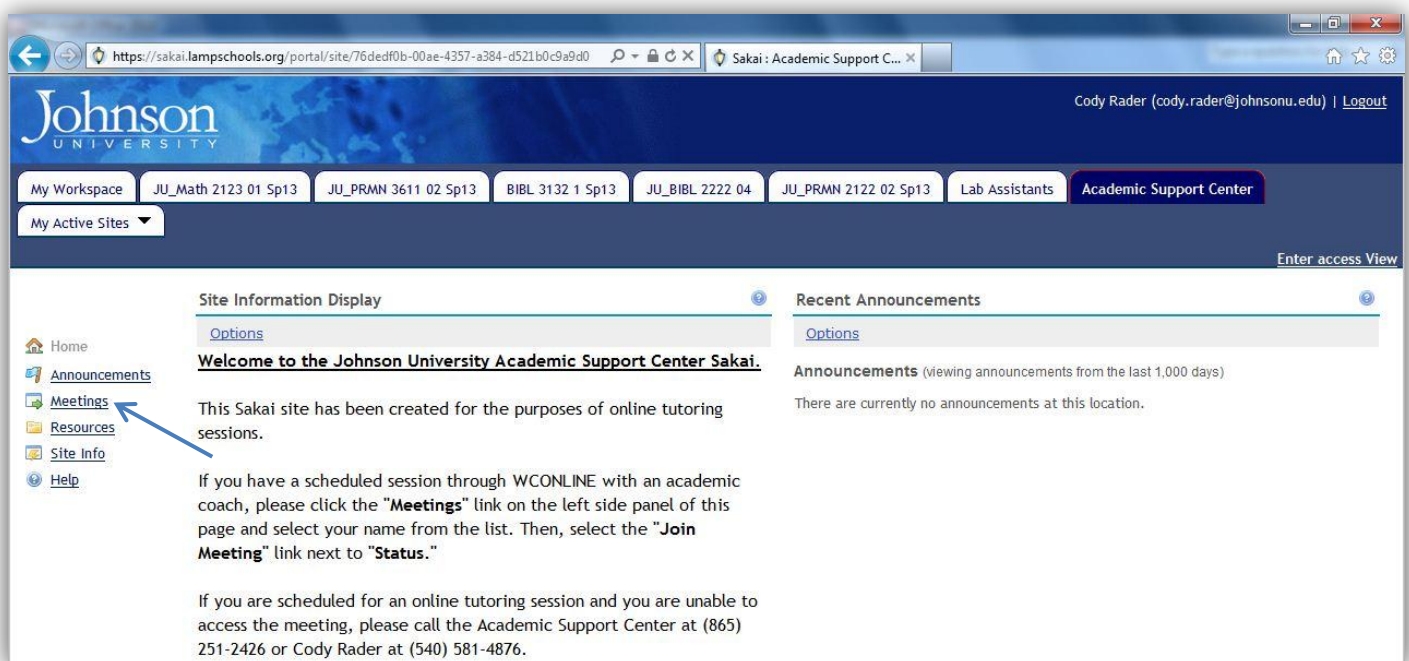 https://sakai.lampschools.org/portal/site/76dedf0b-00ae-4357-a384-d521b0c9a9d0
Sakai : Academic Support C...
Johnson
UNIVERSITY
Cody Rader (cody.rader@johnsonu.edu) | Logout
My Workspace
JU_Math 2123 01 Sp13
JU_PRMN 3611 02 Sp13
BIBL 3132 1 Sp13
JU_BIBL 2222 04
JU_PRMN 2122 02 Sp13
Lab Assistants
Academic Support Center
My Active Sites
Enter access View
Home
Announcements
Meetings
Resources
Site Info
Help
Site Information Display
Options
Welcome to the Johnson University Academic Support Center Sakai.
This Sakai site has been created for the purposes of online tutoring
sessions.
If you have a scheduled session through WCONLINE with an academic
coach, please click the "Meetings" link on the left side panel of this
page and select your name from the list. Then, select the "Join
Meeting" link next to "Status."
If you are scheduled for an online tutoring session and you are unable to
access the meeting, please call the Academic Support Center at (865)
251-2426 or Cody Rader at (540) 581-4876.
Recent Announcements
Options
Announcements (viewing announcements from the last 1,000 days)
There are currently no announcements at this location.